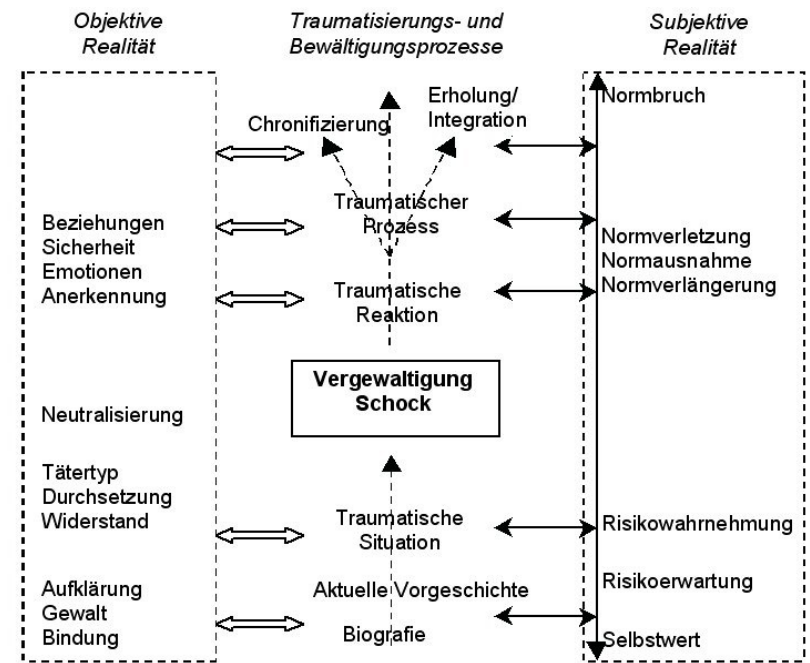 Objektive
Realität
Traumatisierungs- und
Bewältigungsprozesse
Subjektive
Realität
Chronifizierung
Erholung/
Integration
Normbruch
Traumatischer
Prozess
Beziehungen
Sicherheit
Emotionen
Anerkennung
Normverletzung
Normausnahme
Normverlängerung
Traumatische
Reaktion
Vergewaltigung
Schock
Neutralisierung
Tätertyp
Durchsetzung
Widerstand
Traumatische
Situation
Risikowahrnehmung
Aufklärung
Gewalt
Bindung
Aktuelle Vorgeschichte
Biografie
Risikoerwartung
Selbstwert